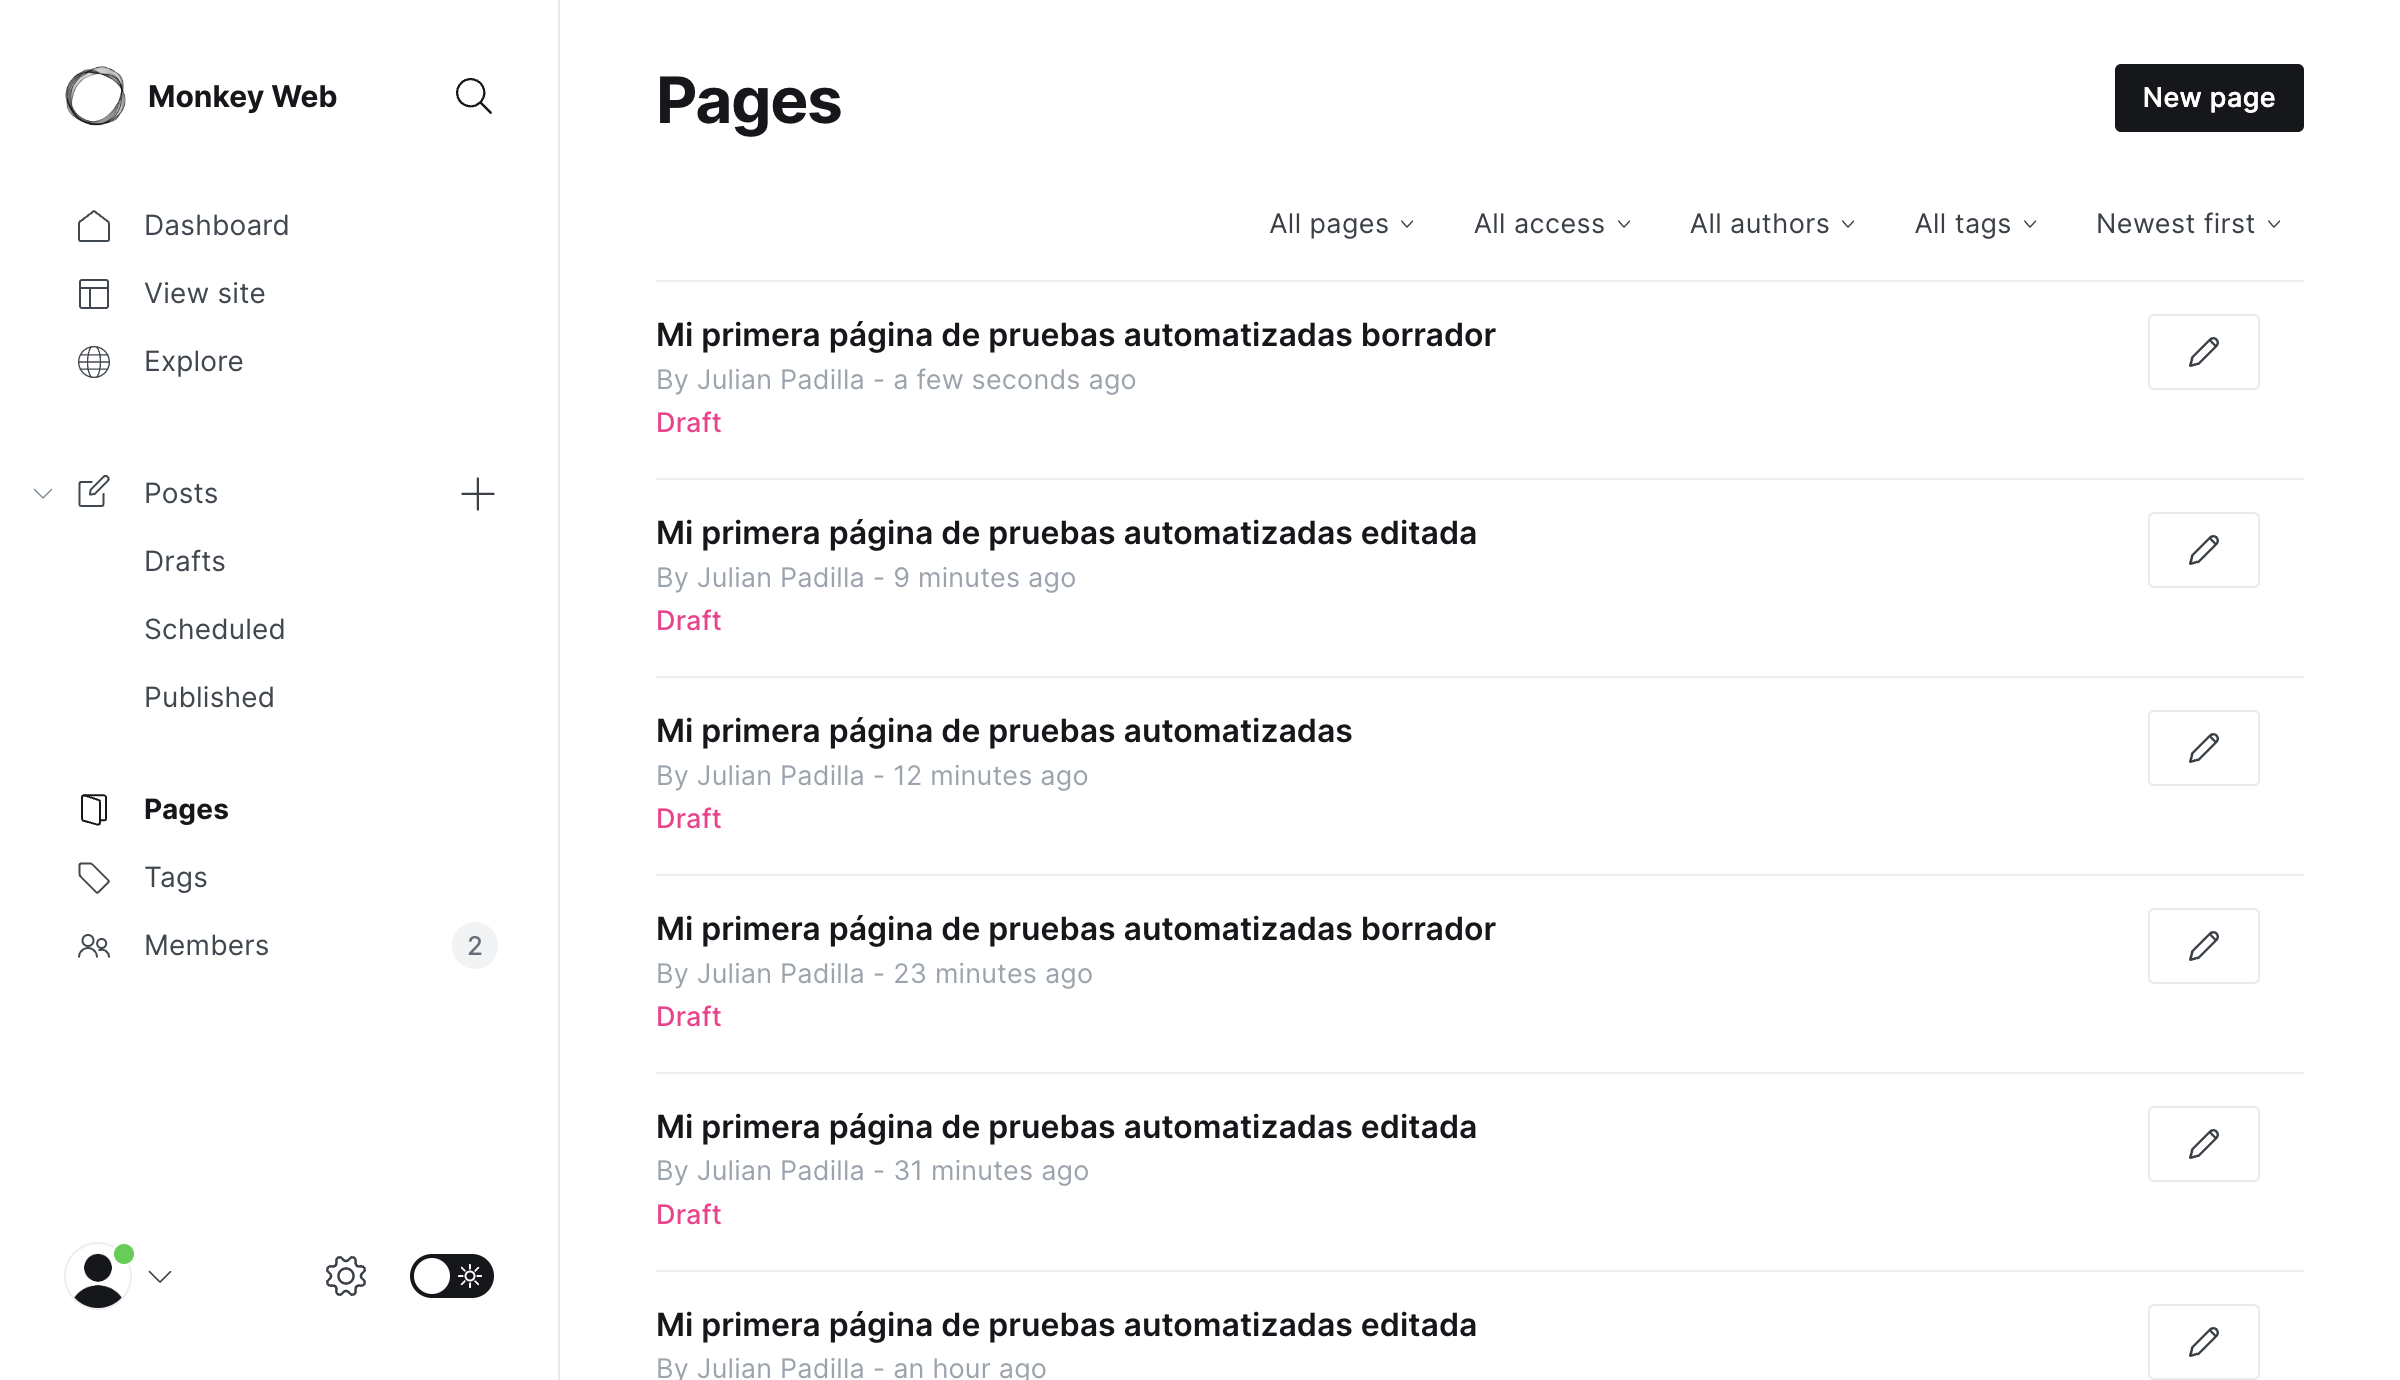 Monkey Web
Dashboard
View site
Explore
Posts
Drafts
Scheduled
Published
Pages
Tags
Members
2
Pages
New page
All pages
All access
All authors
All tags
Newest first
Mi primera página de pruebas automatizadas borrador
By Julian Padilla - a few seconds ago
Draft
Mi primera página de pruebas automatizadas editada
By Julian Padilla - 9 minutes ago
Draft
Mi primera página de pruebas automatizadas
By Julian Padilla - 12 minutes ago
Draft
Mi primera página de pruebas automatizadas borrador
By Julian Padilla - 23 minutes ago
Draft
Mi primera página de pruebas automatizadas editada
By Julian Padilla - 31 minutes ago
Draft
Mi primera página de pruebas automatizadas editada
By Julian Padilla - an hour ago